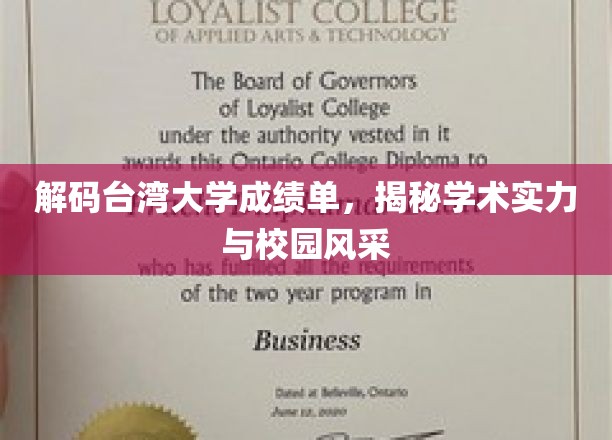 LOYALIST COLLEGE
OF APPLIED ARTS & TECHNOLOGY
The Board of Governors
of Loyalist College
under the authority vested in it
awards this Ontario College Diploma to
解码台湾大学成绩单，揭秘学术实力
与校园风采
who has fulfilled all the requirements
of the two year program in
Business
Dated at Belleville, Ontario
June 12, 2020